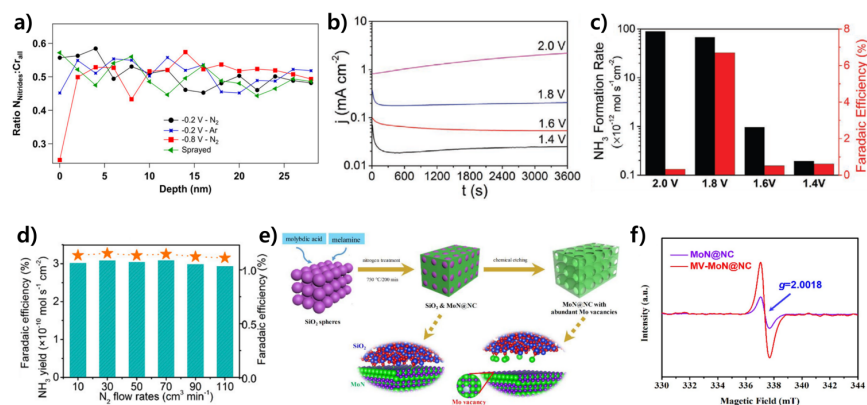 a)
Ratio N_Nitrides:Cr_all
0.6
0.5
0.4
0.3
-0.2 V - N₂
-0.2 V - Ar
-0.8 V - N₂
Sprayed
0 5 10 15 20 25
Depth (nm)
b)
j (mA cm⁻²)
10
1
0.1
0.01
2.0 V
1.8 V
1.6 V
1.4 V
0 600 1200 1800 2400 3000 3600
t (s)
c)
NH₃ Formation Rate
(×10⁻¹² mol s⁻¹ cm⁻²)
100
10
1
0.1
2.0 V 1.8 V 1.6V 1.4V
8
6
4
2
0
Faradaic Efficiency (%)
d)
Faradaic efficiency (%)
NH₃ yield (×10⁻¹⁰ mol s⁻¹ cm⁻²)
3
2
1
0
10 30 50 70 90 110
N₂ flow rates (cm³ min⁻¹)
1.0
0.5
0.0
Faradaic efficiency (%)
e)
molybdic acid
melamine
SiO₂ spheres
nitrogen treatment
750 °C/200 min
SiO₂ & MoN@NC
chemical etching
MoN@NC with
abundant Mo vacancies
SiO₂
MoN
Mo vacancy
f)
Intensity (a.u.)
MoN@NC
MV-MoN@NC
g=2.0018
330 332 334 336 338 340 342 344
Magetic Field (mT)